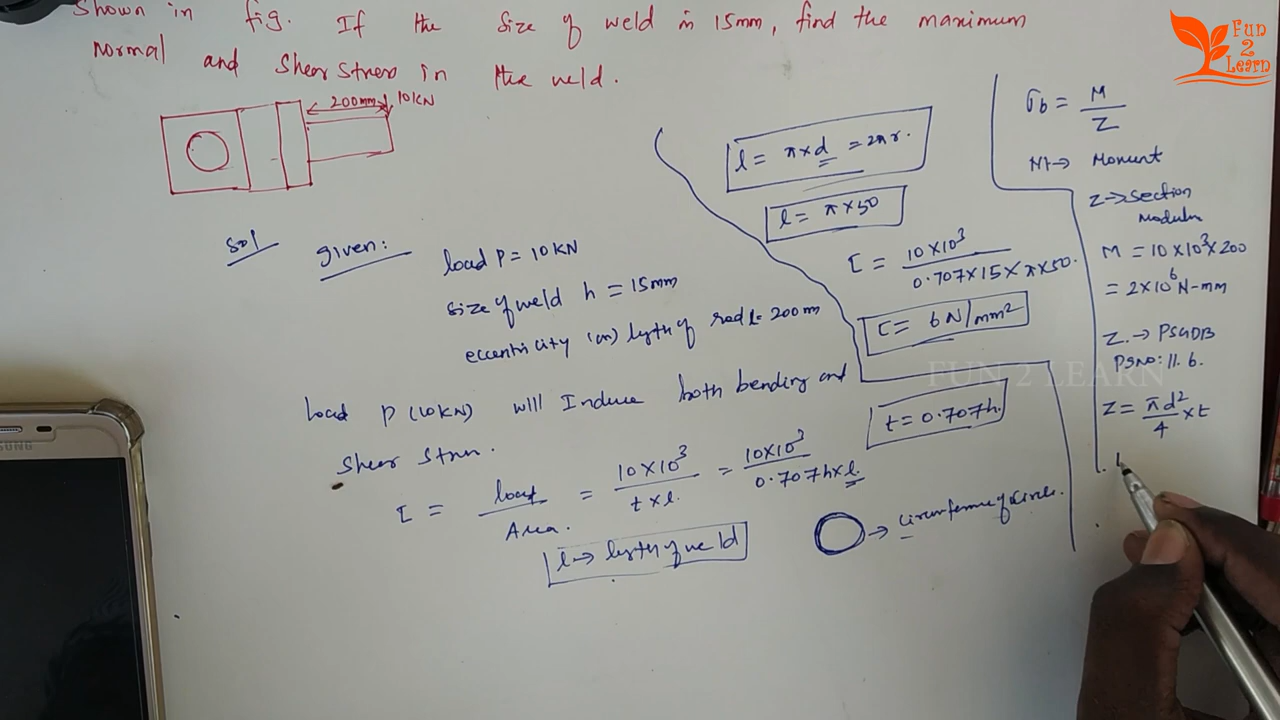 Shown in fig. If the size of weld is 15mm, find the maximum
normal and shear stress in the weld.
Fun
2
Learn
200mm 10KN
Sol
given:
load P = 10KN
size of weld h = 15mm
eccentricity (or) length of rod l = 200m
load P (10KN) will Induce both bending and
shear stress.
τ = load / Area. = 10×10³ / t×l. = 10×10³ / 0.707h×l.
l → length of weld
→ circumference of circle.
l = π×d = 2πr.
l = π×50
τ = 10×10³ / 0.707×15×π×50.
τ = 6N/mm²
FUN 2 LEARN
t = 0.707h.
σb = M / Z
→ Moment
Z → Section
Modulus
M = 10×10³×200
= 2×10⁶ N-mm
Z. → PSGDB
PSNO: 11.6.
Z = πd² / 4 × t
SAMSUNG